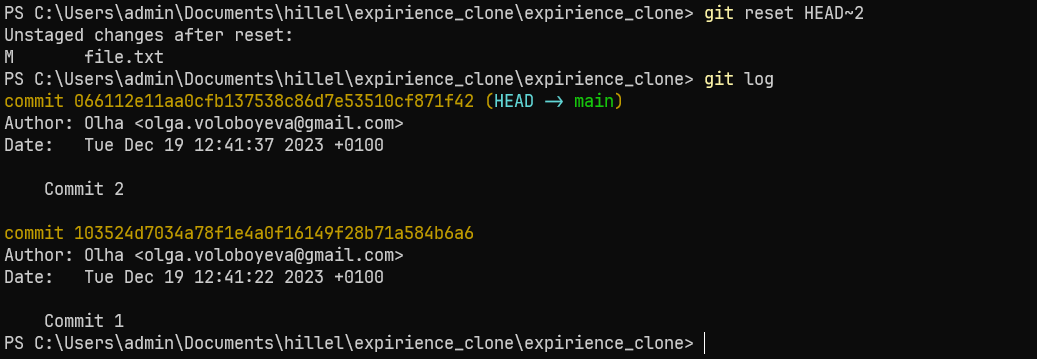 PS C:\Users\admin\Documents\hillel\expirience_clone\expirience_clone> git reset HEAD~2
Unstaged changes after reset:
M       file.txt
PS C:\Users\admin\Documents\hillel\expirience_clone\expirience_clone> git log
commit 066112e11aa0cfb137538c86d7e53510cf871f42 (HEAD -> main)
Author: Olha <olga.voloboyeva@gmail.com>
Date:   Tue Dec 19 12:41:37 2023 +0100
    Commit 2
commit 103524d7034a78f1e4a0f16149f28b71a584b6a6
Author: Olha <olga.voloboyeva@gmail.com>
Date:   Tue Dec 19 12:41:22 2023 +0100
    Commit 1
PS C:\Users\admin\Documents\hillel\expirience_clone\expirience_clone>